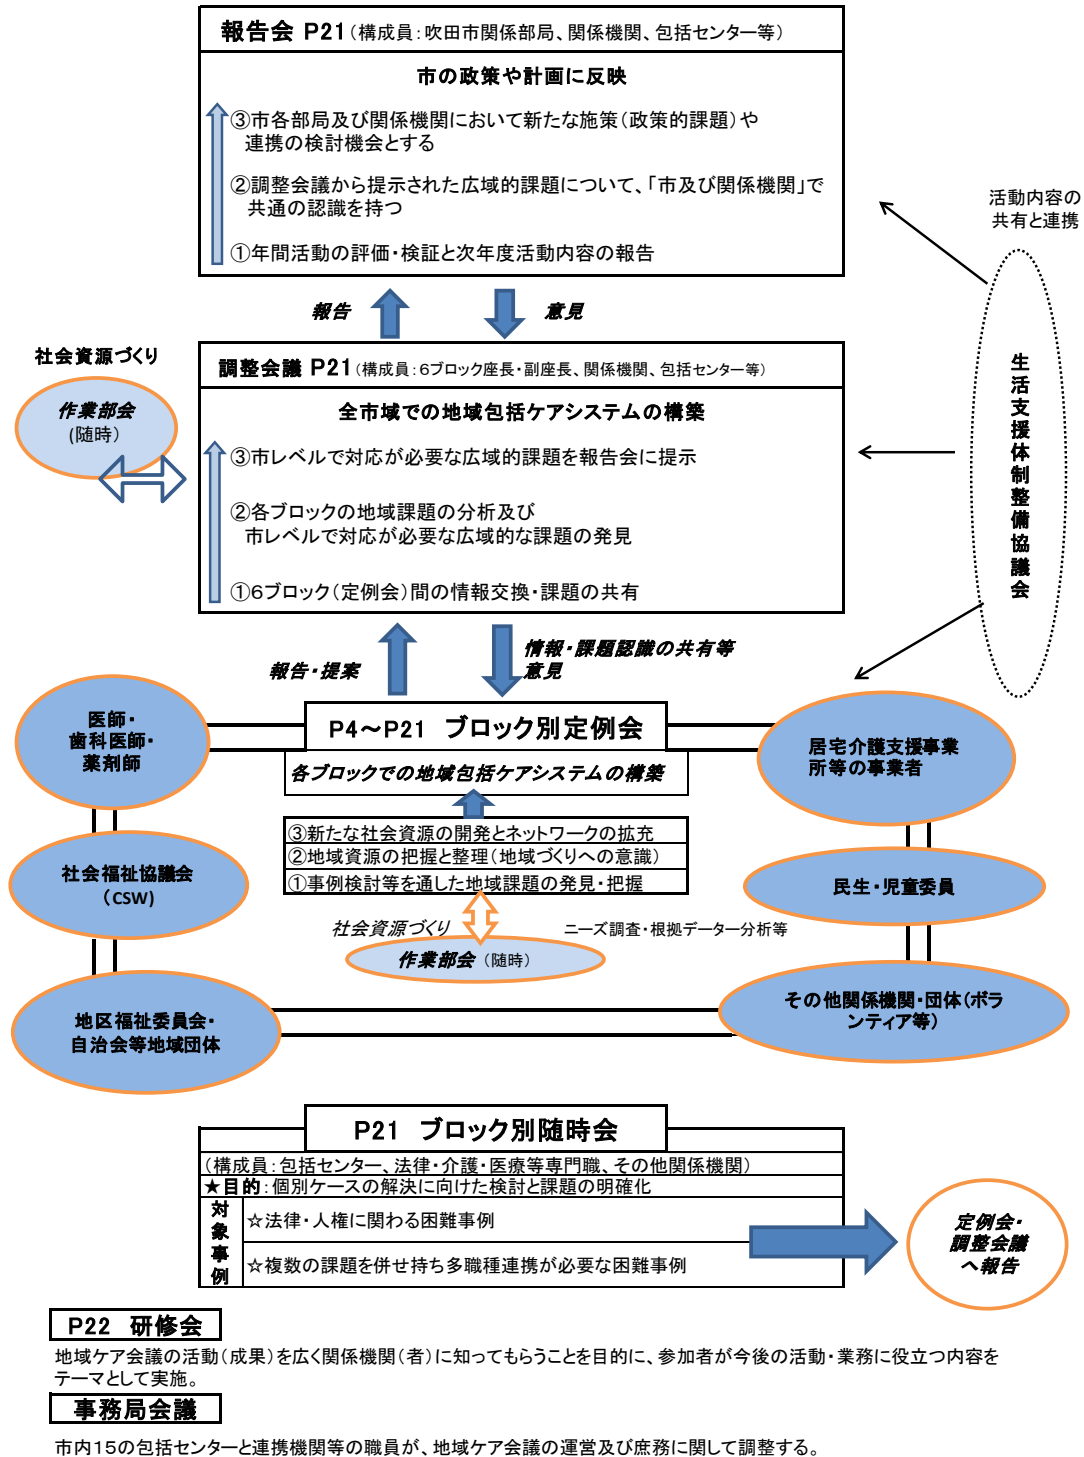 報告会 P21(構成員:吹田市関係部局、関係機関、包括センター等)
市の政策や計画に反映
③市各部局及び関係機関において新たな施策(政策的課題)や
連携の検討機会とする
②調整会議から提示された広域的課題について、「市及び関係機関」で
共通の認識を持つ
①年間活動の評価・検証と次年度活動内容の報告
活動内容の
共有と連携
生活支援体制整備協議会
報告
意見
社会資源づくり
作業部会
(随時)
調整会議 P21(構成員:6ブロック座長・副座長、関係機関、包括センター等)
全市域での地域包括ケアシステムの構築
③市レベルで対応が必要な広域的課題を報告会に提示
②各ブロックの地域課題の分析及び
市レベルで対応が必要な広域的な課題の発見
①6ブロック(定例会)間の情報交換・課題の共有
報告・提案
情報・課題認識の共有等
意見
P4~P21 ブロック別定例会
各ブロックでの地域包括ケアシステムの構築
③新たな社会資源の開発とネットワークの拡充
②地域資源の把握と整理(地域づくりへの意識)
①事例検討等を通した地域課題の発見・把握
社会資源づくり
ニーズ調査・根拠データー分析等
作業部会(随時)
医師・
歯科医師・
薬剤師
社会福祉協議会
(CSW)
地区福祉委員会・
自治会等地域団体
居宅介護支援事業
所等の事業者
民生・児童委員
その他関係機関・団体(ボラ
ンティア等)
P21 ブロック別随時会
(構成員:包括センター、法律・介護・医療等専門職、その他関係機関)
★目的:個別ケースの解決に向けた検討と課題の明確化
対象事例
☆法律・人権に関わる困難事例
☆複数の課題を併せ持ち多職種連携が必要な困難事例
定例会・
調整会議
へ報告
P22 研修会
地域ケア会議の活動(成果)を広く関係機関(者)に知ってもらうことを目的に、参加者が今後の活動・業務に役立つ内容を
テーマとして実施。
事務局会議
市内15の包括センターと連携機関等の職員が、地域ケア会議の運営及び庶務に関して調整する。